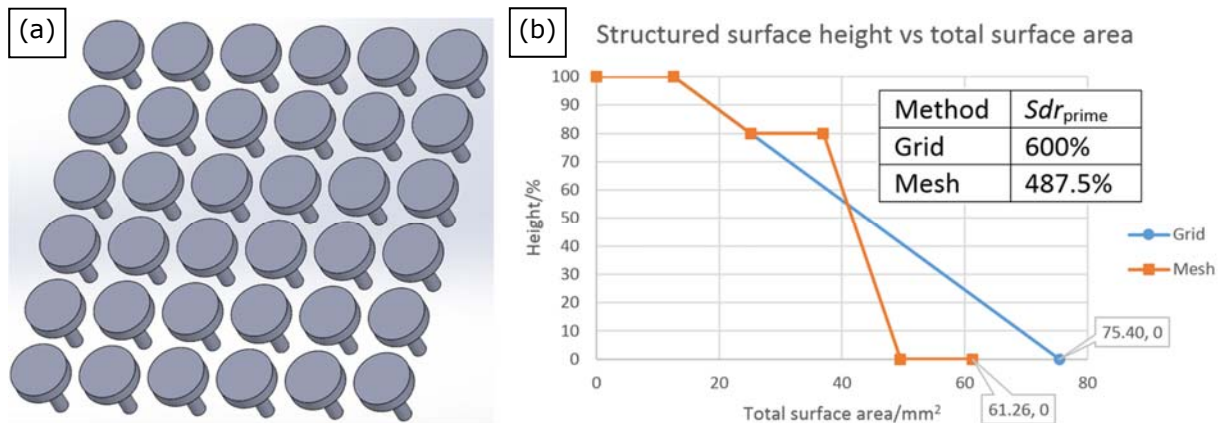 (a)
(b)
Structured surface height vs total surface area
100
90
80
70
60
50
40
30
20
10
0
Height/%
Method Sdrprime
Grid 600%
Mesh 487.5%
Grid
Mesh
75.40, 0
61.26, 0
0 20 40 60 80
Total surface area/mm²